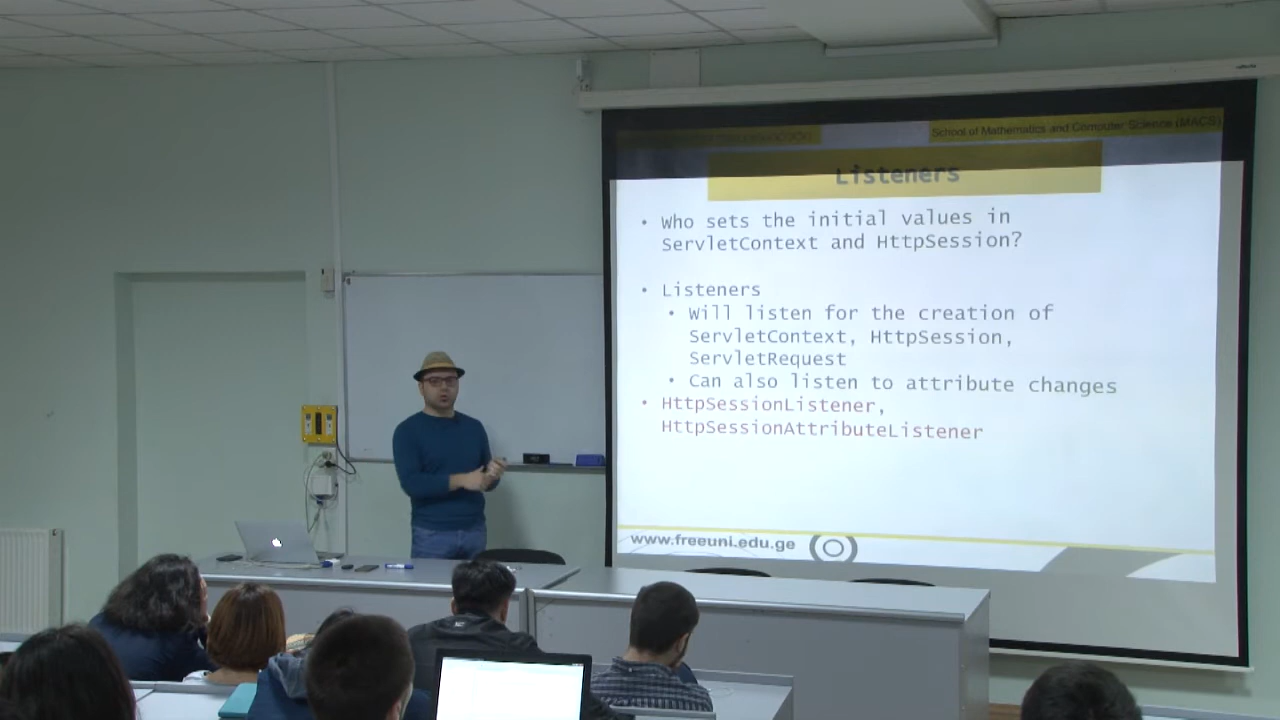 School of Mathematics and Computer Science (MACS)
Listeners
• Who sets the initial values in
ServletContext and HttpSession?
• Listeners
• Will listen for the creation of
ServletContext, HttpSession,
ServletRequest
• Can also listen to attribute changes
• HttpSessionListener,
HttpSessionAttributeListener
www.freeuni.edu.ge